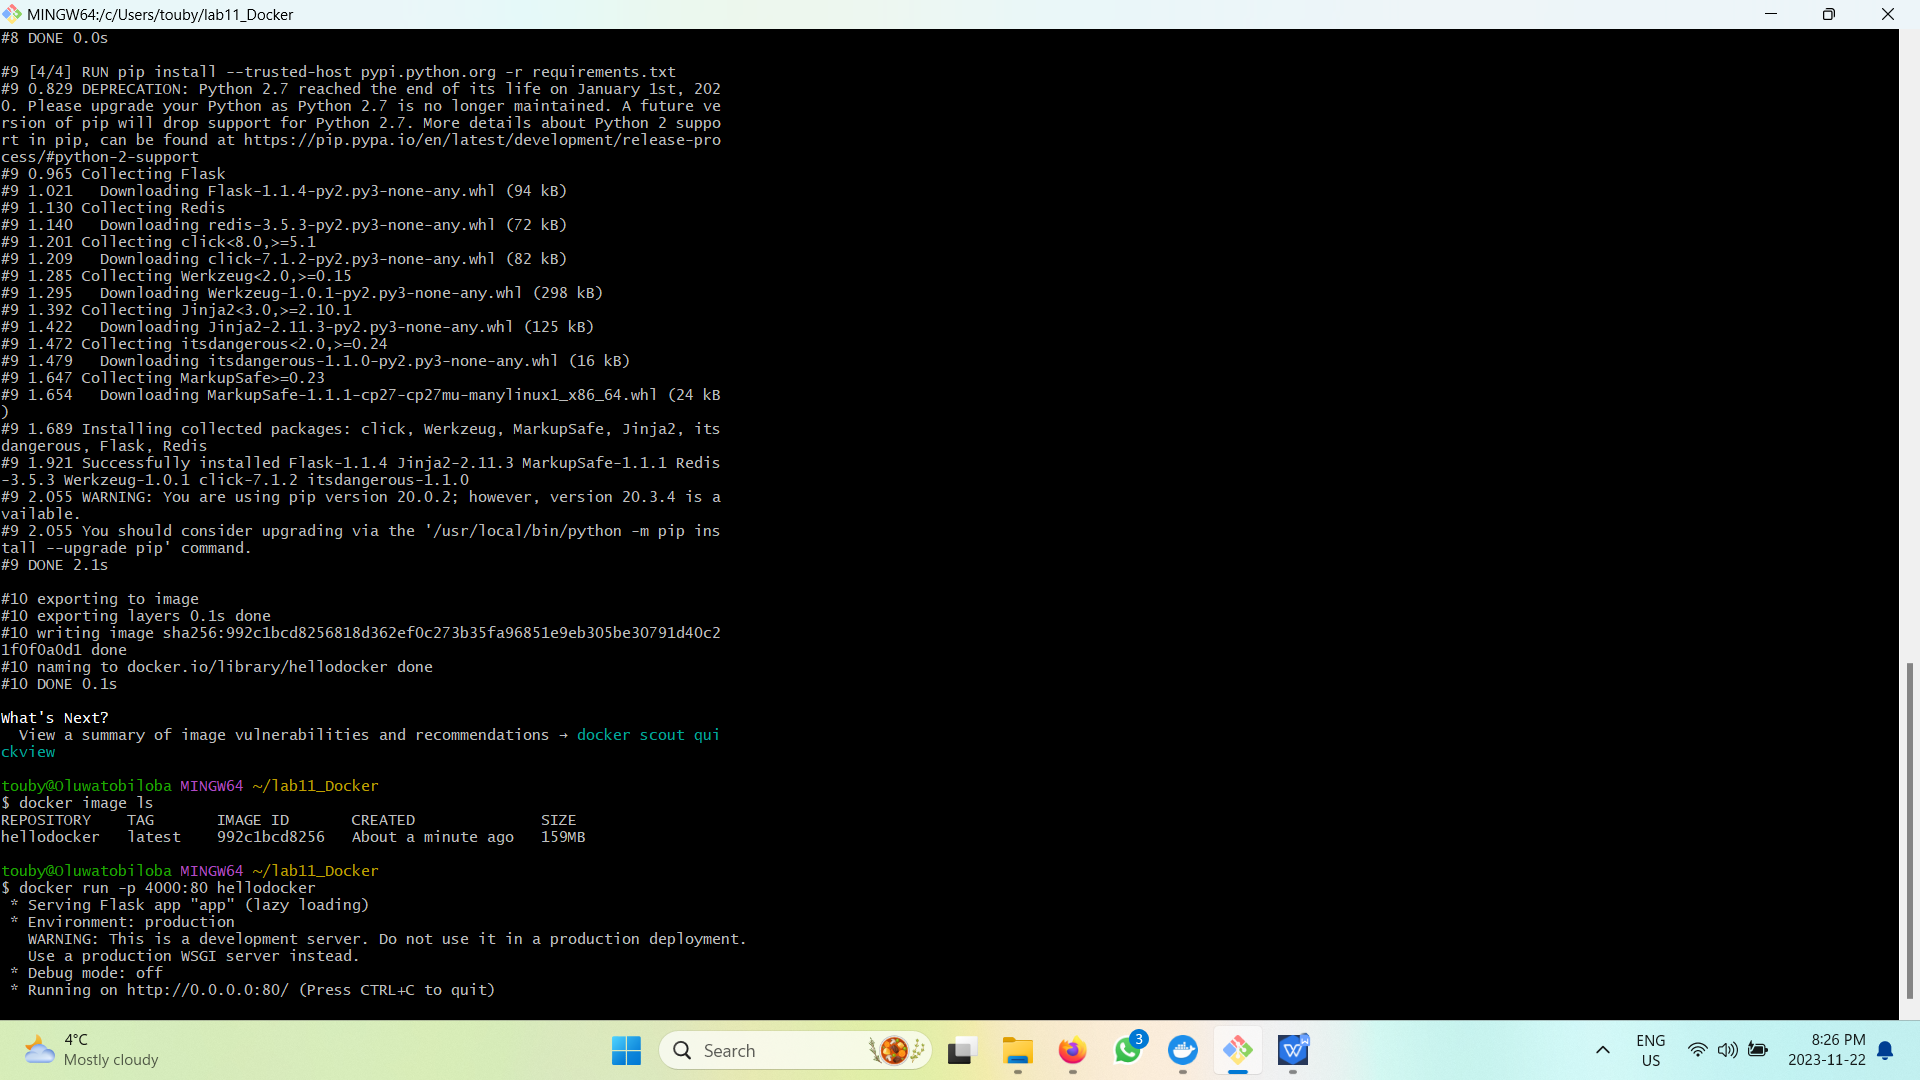 MINGW64:/c/Users/touby/lab11_Docker
#8 DONE 0.0s
#9 [4/4] RUN pip install --trusted-host pypi.python.org -r requirements.txt
#9 0.829 DEPRECATION: Python 2.7 reached the end of its life on January 1st, 202
0. Please upgrade your Python as Python 2.7 is no longer maintained. A future ve
rsion of pip will drop support for Python 2.7. More details about Python 2 suppo
rt in pip, can be found at https://pip.pypa.io/en/latest/development/release-pro
cess/#python-2-support
#9 0.965 Collecting Flask
#9 1.021   Downloading Flask-1.1.4-py2.py3-none-any.whl (94 kB)
#9 1.130 Collecting Redis
#9 1.140   Downloading redis-3.5.3-py2.py3-none-any.whl (72 kB)
#9 1.201 Collecting click<8.0,>=5.1
#9 1.209   Downloading click-7.1.2-py2.py3-none-any.whl (82 kB)
#9 1.285 Collecting Werkzeug<2.0,>=0.15
#9 1.295   Downloading Werkzeug-1.0.1-py2.py3-none-any.whl (298 kB)
#9 1.392 Collecting Jinja2<3.0,>=2.10.1
#9 1.422   Downloading Jinja2-2.11.3-py2.py3-none-any.whl (125 kB)
#9 1.472 Collecting itsdangerous<2.0,>=0.24
#9 1.479   Downloading itsdangerous-1.1.0-py2.py3-none-any.whl (16 kB)
#9 1.647 Collecting MarkupSafe>=0.23
#9 1.654   Downloading MarkupSafe-1.1.1-cp27-cp27mu-manylinux1_x86_64.whl (24 kB
)
#9 1.689 Installing collected packages: click, Werkzeug, MarkupSafe, Jinja2, its
dangerous, Flask, Redis
#9 1.921 Successfully installed Flask-1.1.4 Jinja2-2.11.3 MarkupSafe-1.1.1 Redis
-3.5.3 Werkzeug-1.0.1 click-7.1.2 itsdangerous-1.1.0
#9 2.055 WARNING: You are using pip version 20.0.2; however, version 20.3.4 is a
vailable.
#9 2.055 You should consider upgrading via the '/usr/local/bin/python -m pip ins
tall --upgrade pip' command.
#9 DONE 2.1s
#10 exporting to image
#10 exporting layers 0.1s done
#10 writing image sha256:992c1bcd8256818d362ef0c273b35fa96851e9eb305be30791d40c2
1f0f0a0d1 done
#10 naming to docker.io/library/hellodocker done
#10 DONE 0.1s
What's Next?
  View a summary of image vulnerabilities and recommendations → docker scout qui
ckview
touby@Oluwatobiloba MINGW64 ~/lab11_Docker
$ docker image ls
REPOSITORY    TAG       IMAGE ID       CREATED              SIZE
hellodocker   latest    992c1bcd8256   About a minute ago   159MB
touby@Oluwatobiloba MINGW64 ~/lab11_Docker
$ docker run -p 4000:80 hellodocker
 * Serving Flask app "app" (lazy loading)
 * Environment: production
   WARNING: This is a development server. Do not use it in a production deployment.
   Use a production WSGI server instead.
 * Debug mode: off
 * Running on http://0.0.0.0:80/ (Press CTRL+C to quit)
4°C
Mostly cloudy
Search
3
W
ENG
US
8:26 PM
2023-11-22